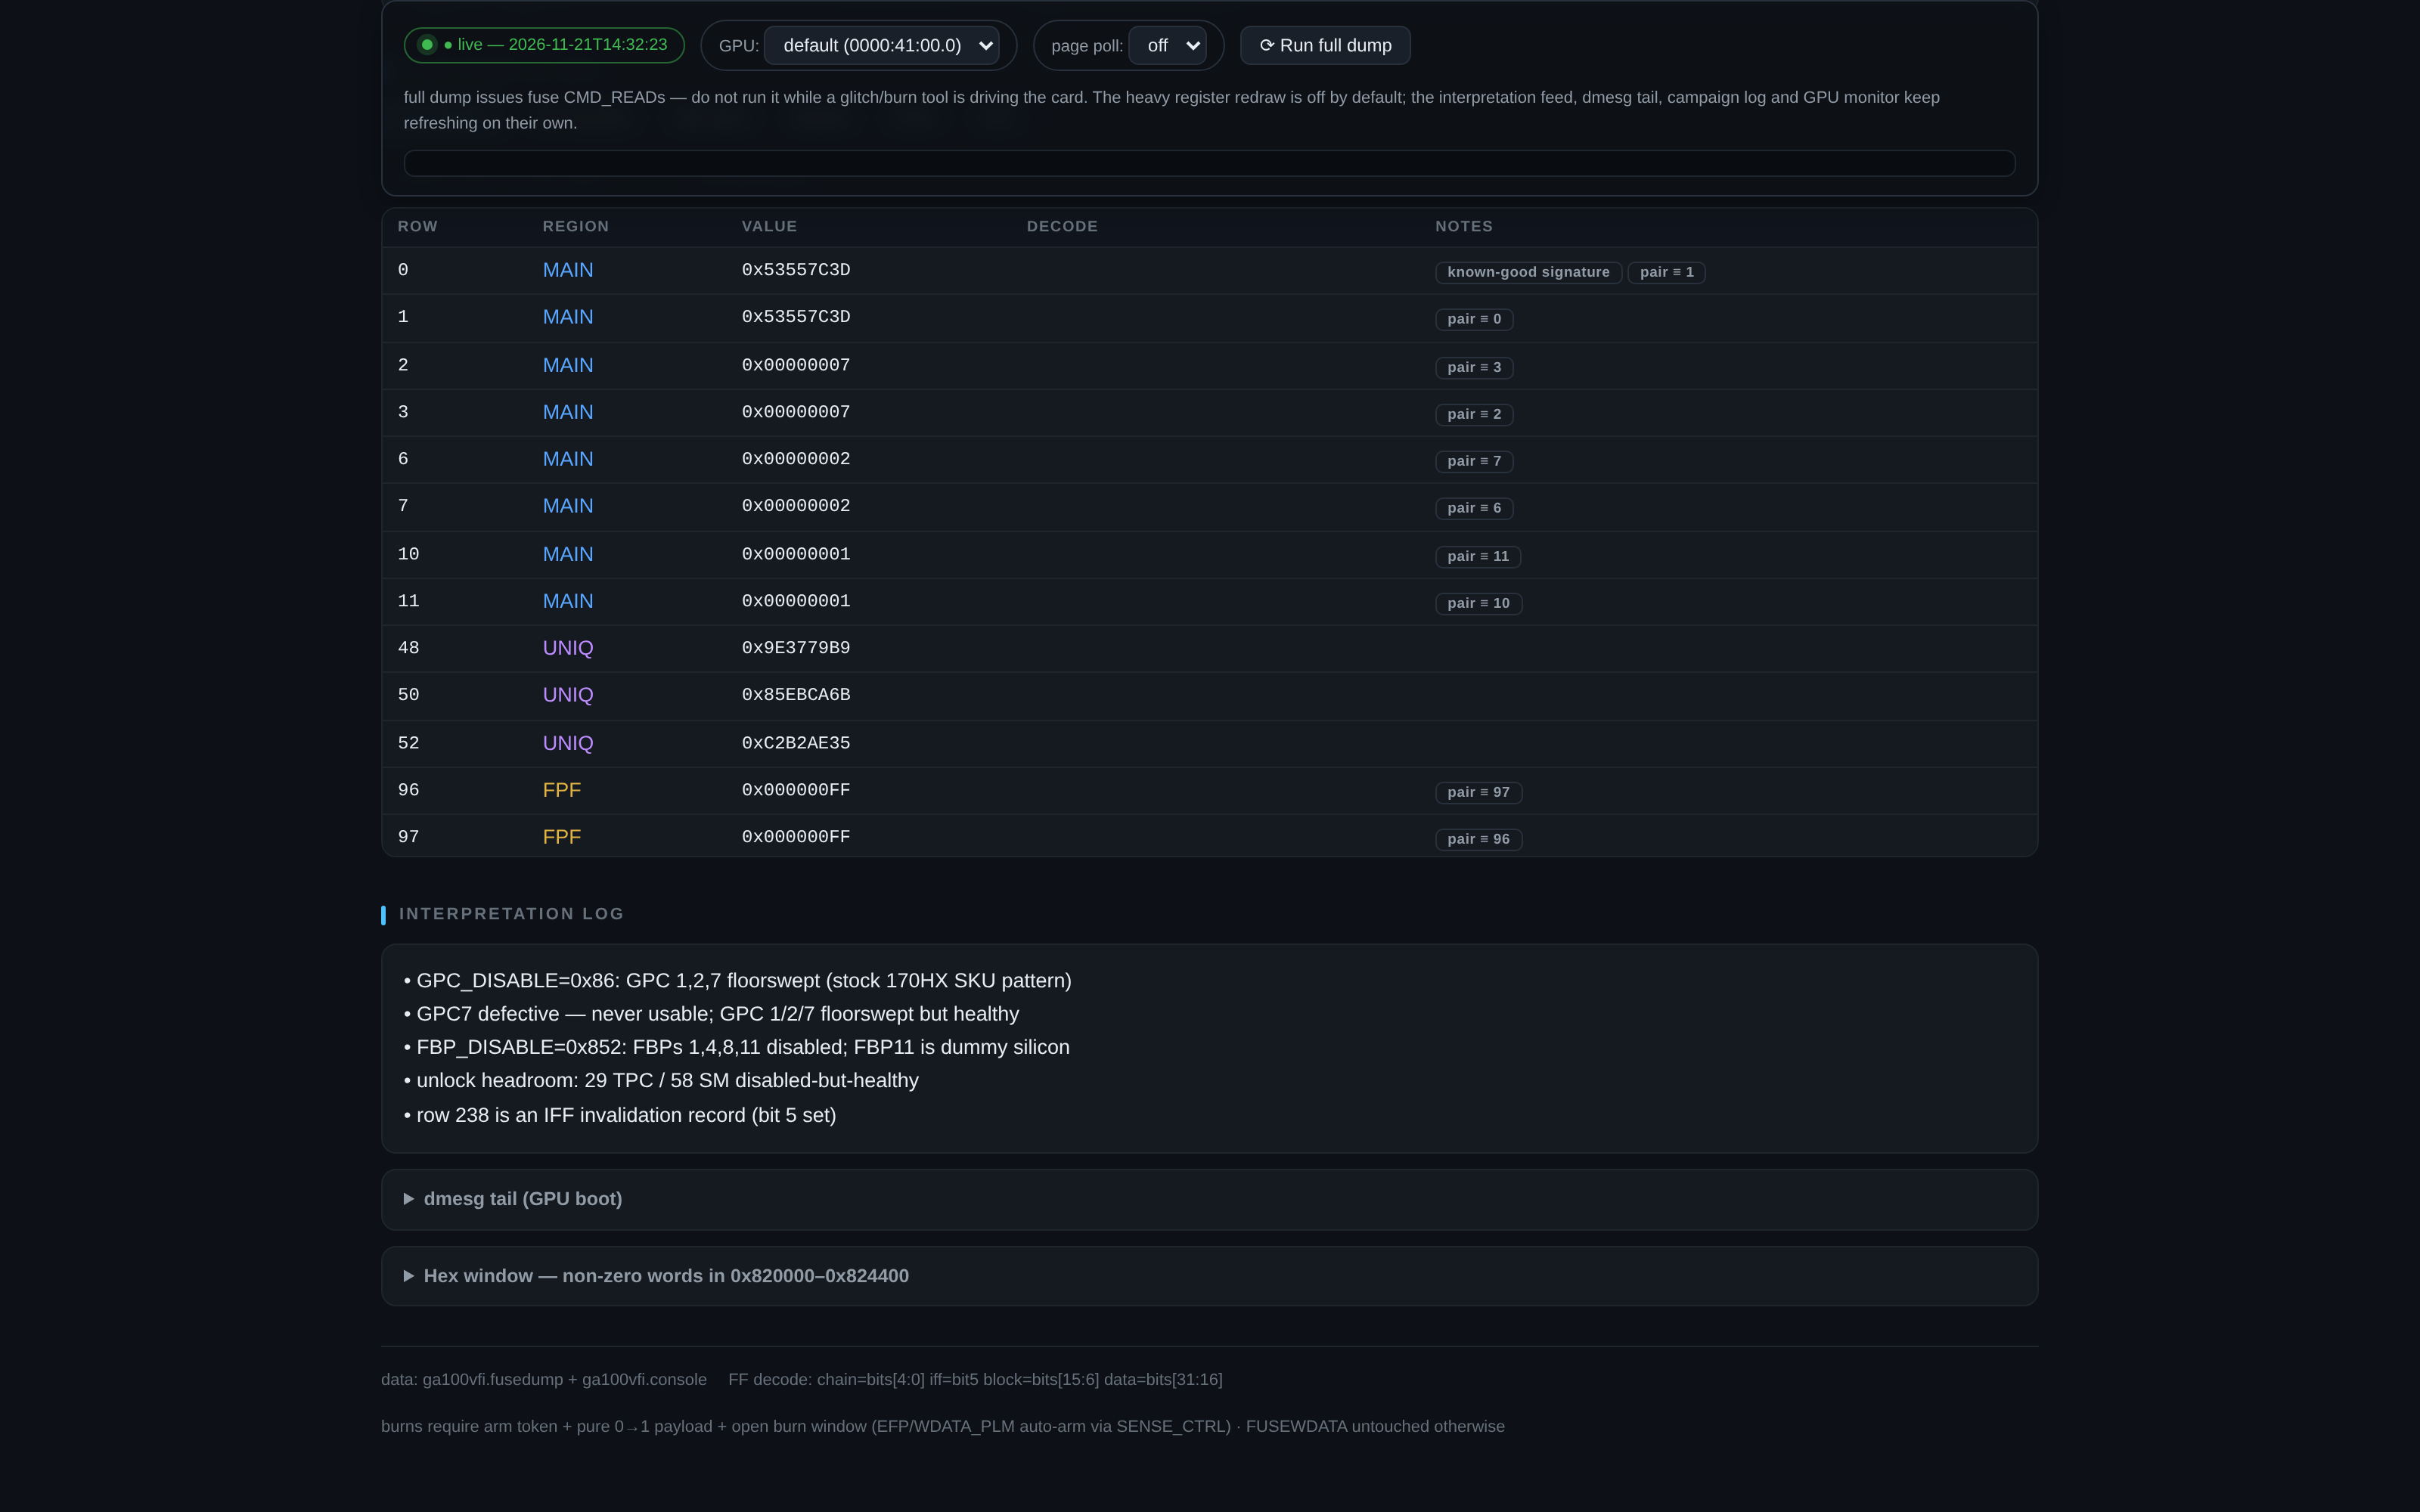 ● live — 2026-11-21T14:32:23 GPU: default (0000:41:00.0) page poll: off ⟳ Run full dump
full dump issues fuse CMD_READs — do not run it while a glitch/burn tool is driving the card. The heavy register redraw is off by default; the interpretation feed, dmesg tail, campaign log and GPU monitor keep
refreshing on their own.
ROW REGION VALUE DECODE NOTES
0 MAIN 0x53557C3D known-good signature pair ≡ 1
1 MAIN 0x53557C3D pair ≡ 0
2 MAIN 0x00000007 pair ≡ 3
3 MAIN 0x00000007 pair ≡ 2
6 MAIN 0x00000002 pair ≡ 7
7 MAIN 0x00000002 pair ≡ 6
10 MAIN 0x00000001 pair ≡ 11
11 MAIN 0x00000001 pair ≡ 10
48 UNIQ 0x9E3779B9
50 UNIQ 0x85EBCA6B
52 UNIQ 0xC2B2AE35
96 FPF 0x000000FF pair ≡ 97
97 FPF 0x000000FF pair ≡ 96
INTERPRETATION LOG
• GPC_DISABLE=0x86: GPC 1,2,7 floorswept (stock 170HX SKU pattern)
• GPC7 defective — never usable; GPC 1/2/7 floorswept but healthy
• FBP_DISABLE=0x852: FBPs 1,4,8,11 disabled; FBP11 is dummy silicon
• unlock headroom: 29 TPC / 58 SM disabled-but-healthy
• row 238 is an IFF invalidation record (bit 5 set)
▶ dmesg tail (GPU boot)
▶ Hex window — non-zero words in 0x820000–0x824400
data: ga100vfi.fusedump + ga100vfi.console FF decode: chain=bits[4:0] iff=bit5 block=bits[15:6] data=bits[31:16]
burns require arm token + pure 0→1 payload + open burn window (EFP/WDATA_PLM auto-arm via SENSE_CTRL) · FUSEWDATA untouched otherwise